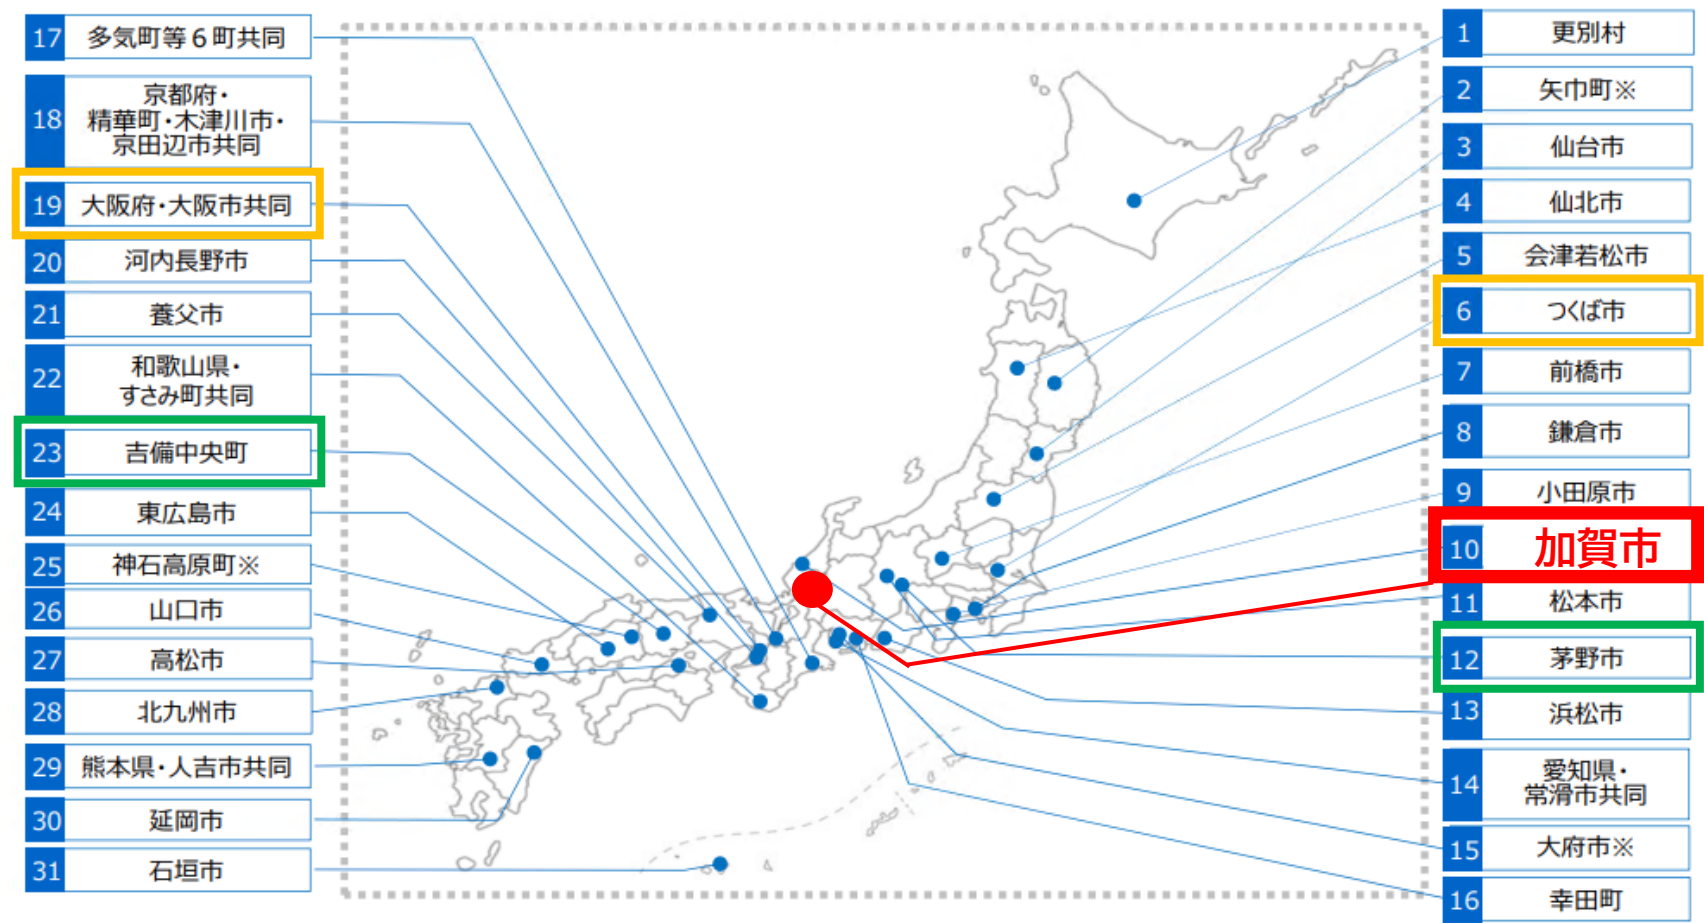 17 多気町等６町共同
18 京都府・
精華町・木津川市・
京田辺市共同
19 大阪府・大阪市共同
20 河内長野市
21 養父市
22 和歌山県・
すさみ町共同
23 吉備中央町
24 東広島市
25 神石高原町※
26 山口市
27 高松市
28 北九州市
29 熊本県・人吉市共同
30 延岡市
31 石垣市
1 更別村
2 矢巾町※
3 仙台市
4 仙北市
5 会津若松市
6 つくば市
7 前橋市
8 鎌倉市
9 小田原市
10 加賀市
11 松本市
12 茅野市
13 浜松市
14 愛知県・
常滑市共同
15 大府市※
16 幸田町